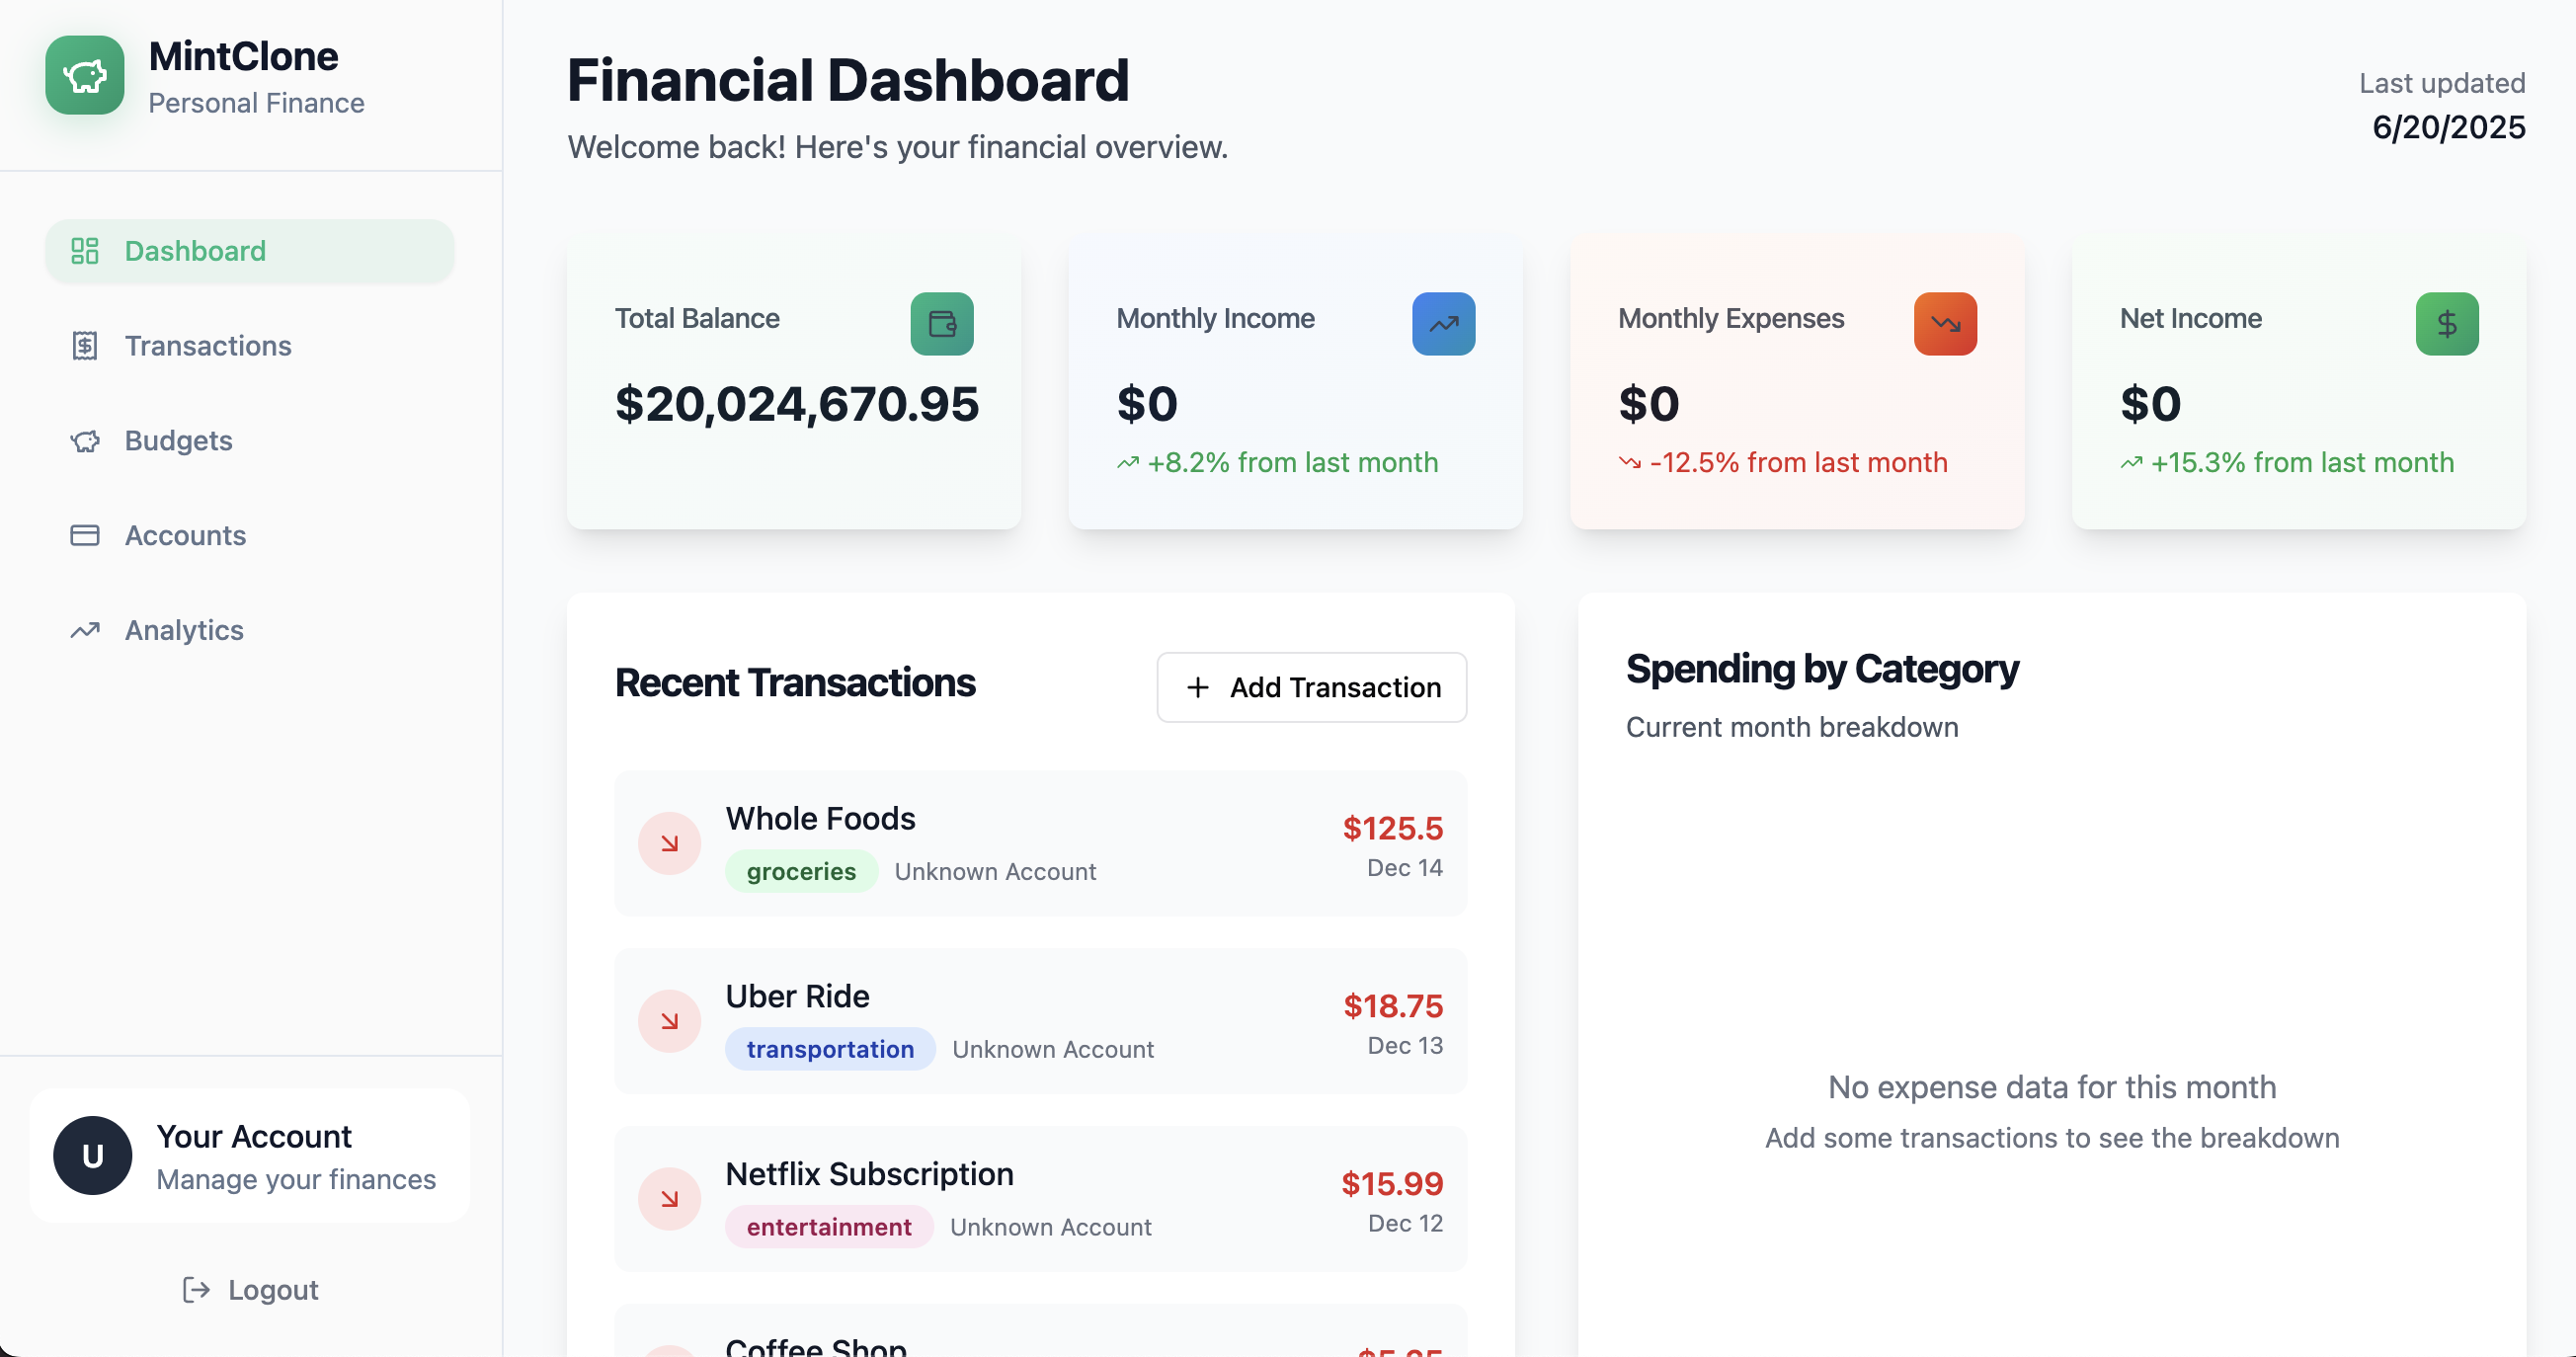 MintClone
Personal Finance
Dashboard
Transactions
Budgets
Accounts
Analytics
U
Your Account
Manage your finances
Logout
Financial Dashboard
Welcome back! Here's your financial overview.
Last updated
6/20/2025
Total Balance
$20,024,670.95
Monthly Income
$0
+8.2% from last month
Monthly Expenses
$0
-12.5% from last month
Net Income
$0
+15.3% from last month
Recent Transactions
+ Add Transaction
Whole Foods
$125.5
groceries Unknown Account
Dec 14
Uber Ride
$18.75
transportation Unknown Account
Dec 13
Netflix Subscription
$15.99
entertainment Unknown Account
Dec 12
Coffee Shop
Spending by Category
Current month breakdown
No expense data for this month
Add some transactions to see the breakdown